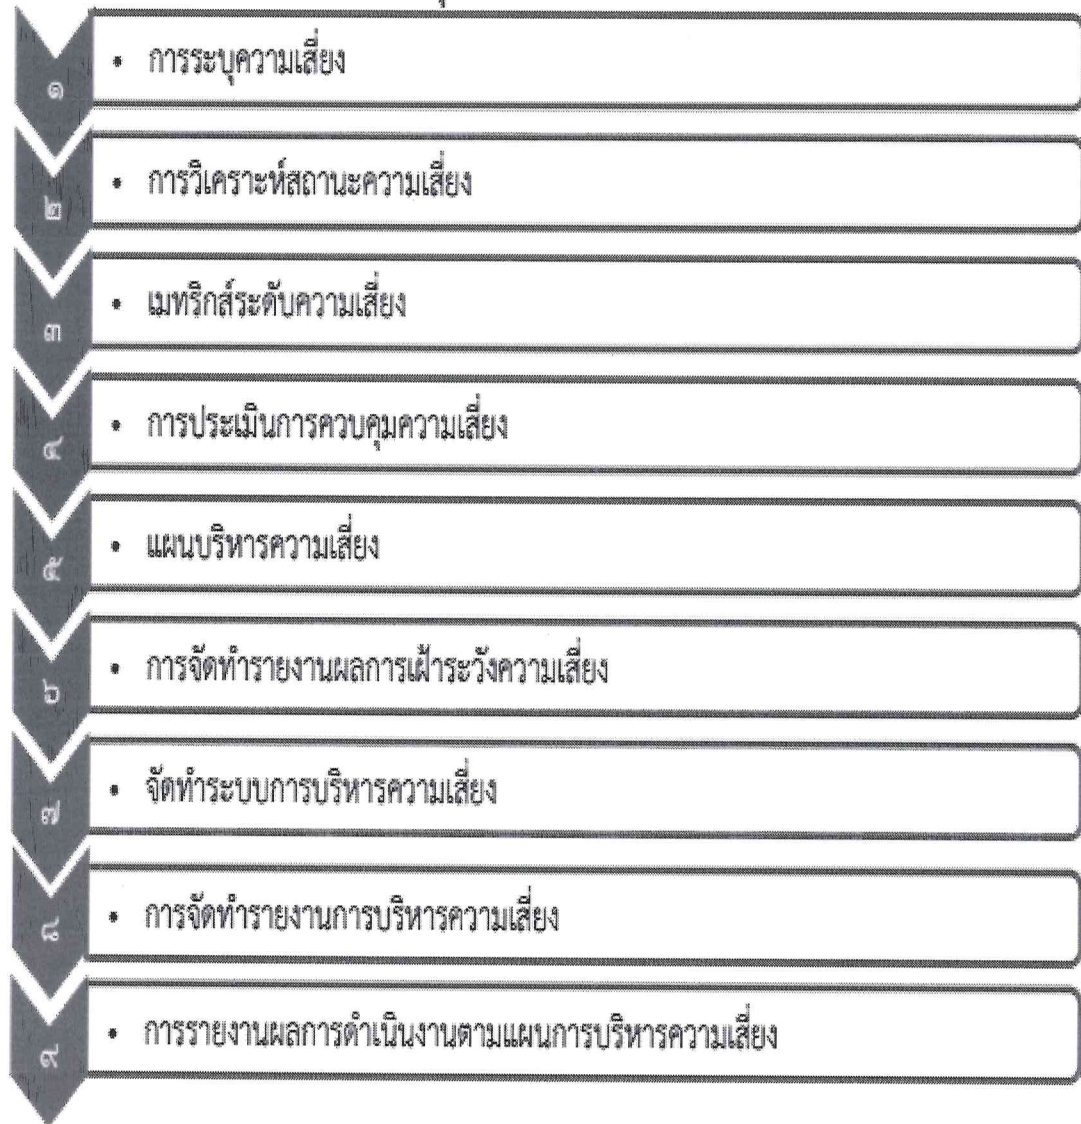 ๑
• การระบุความเสี่ยง
๒
• การวิเคราะห์สถานะความเสี่ยง
๓
• เมทริกส์ระดับความเสี่ยง
๔
• การประเมินการควบคุมความเสี่ยง
๕
• แผนบริหารความเสี่ยง
๖
• การจัดทำรายงานผลการเฝ้าระวังความเสี่ยง
๗
• จัดทำระบบการบริหารความเสี่ยง
๘
• การจัดทำรายงานการบริหารความเสี่ยง
๙
• การรายงานผลการดำเนินงานตามแผนการบริหารความเสี่ยง